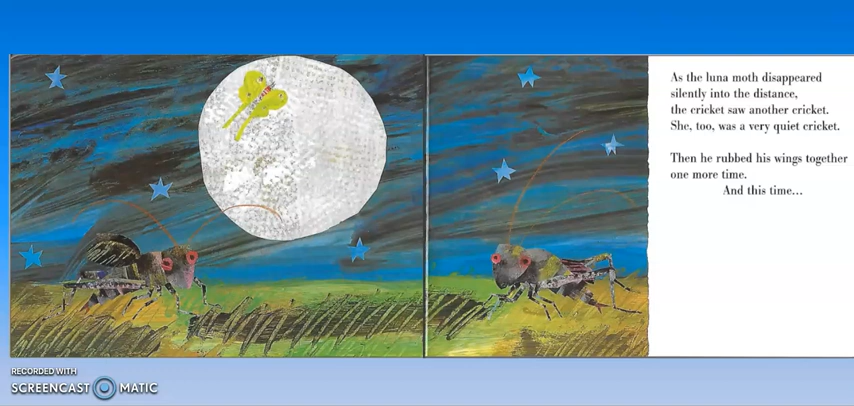 As the luna moth disappeared
silently into the distance,
the cricket saw another cricket.
She, too, was a very quiet cricket.
Then he rubbed his wings together
one more time.
And this time...
RECORDED WITH
SCREENCAST MATIC